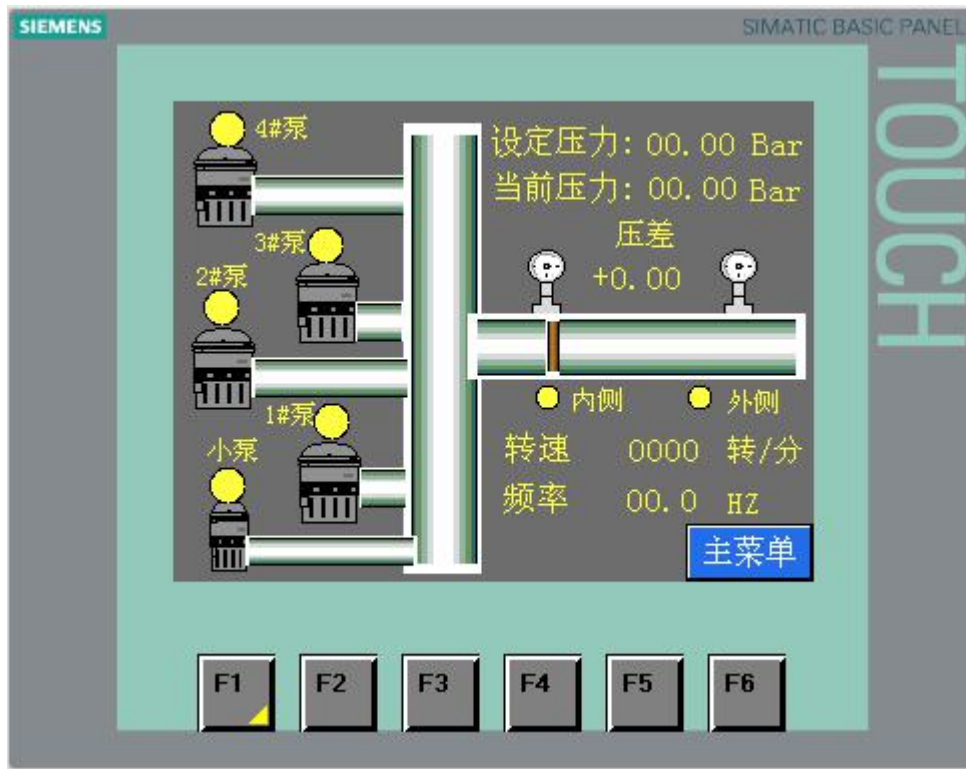 SIEMENS
SIMATIC BASIC PANEL
TOUCH
4#泵
设定压力: 00.00 Bar
当前压力: 00.00 Bar
压差
+0.00
3#泵
2#泵
内侧
外侧
1#泵
小泵
转速 0000 转/分
频率 00.0 HZ
主菜单
F1
F2
F3
F4
F5
F6